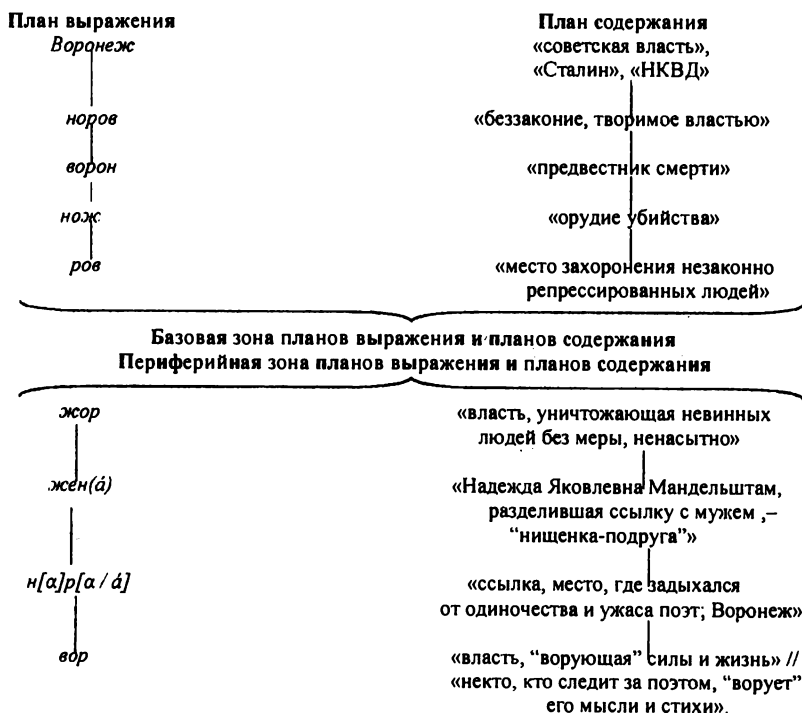 План выражения План содержания
Воронеж «советская власть»,
«Сталин», «НКВД»
норов «беззаконие, творимое властью»
ворон «предвестник смерти»
нож «орудие убийства»
ров «место захоронения незаконно
репрессированных людей»
Базовая зона планов выражения и планов содержания
Периферийная зона планов выражения и планов содержания
жор «власть, уничтожающая невинных
людей без меры, ненасытно»
жен(а́) «Надежда Яковлевна Мандельштам,
разделившая ссылку с мужем ,–
“нищенка-подруга”»
н[а]р[а / а́] «ссылка, место, где задыхался
от одиночества и ужаса поэт; Воронеж»
вор «власть, “ворующая” силы и жизнь» //
«некто, кто следит за поэтом, “ворует”
его мысли и стихи».